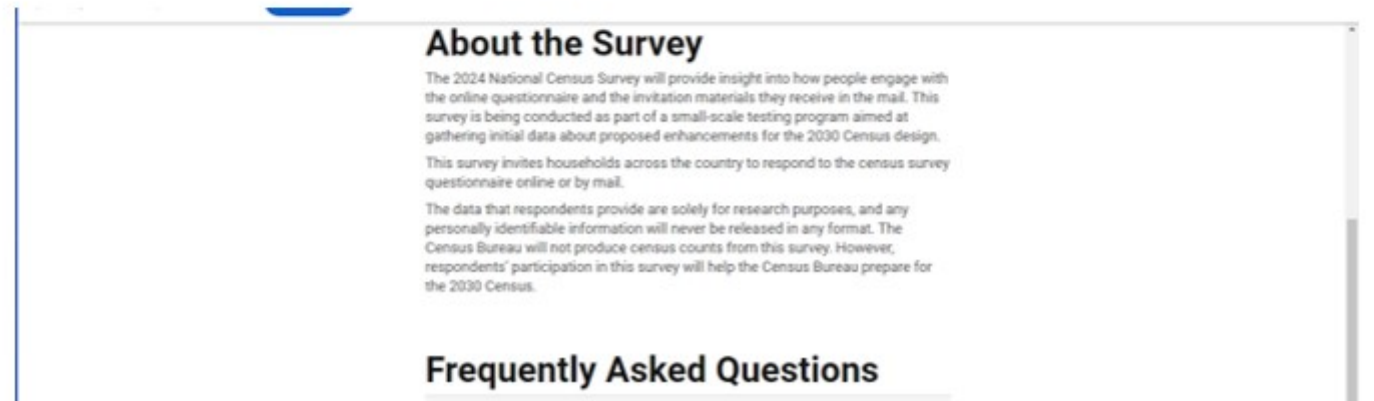 About the Survey
The 2024 National Census Survey will provide insight into how people engage with
the online questionnaire and the invitation materials they receive in the mail. This
survey is being conducted as part of a small-scale testing program aimed at
gathering initial data about proposed enhancements for the 2030 Census design.
This survey invites households across the country to respond to the census survey
questionnaire online or by mail.
The data that respondents provide are solely for research purposes, and any
personally identifiable information will never be released in any format. The
Census Bureau will not produce census counts from this survey. However,
respondents' participation in this survey will help the Census Bureau prepare for
the 2030 Census.
Frequently Asked Questions